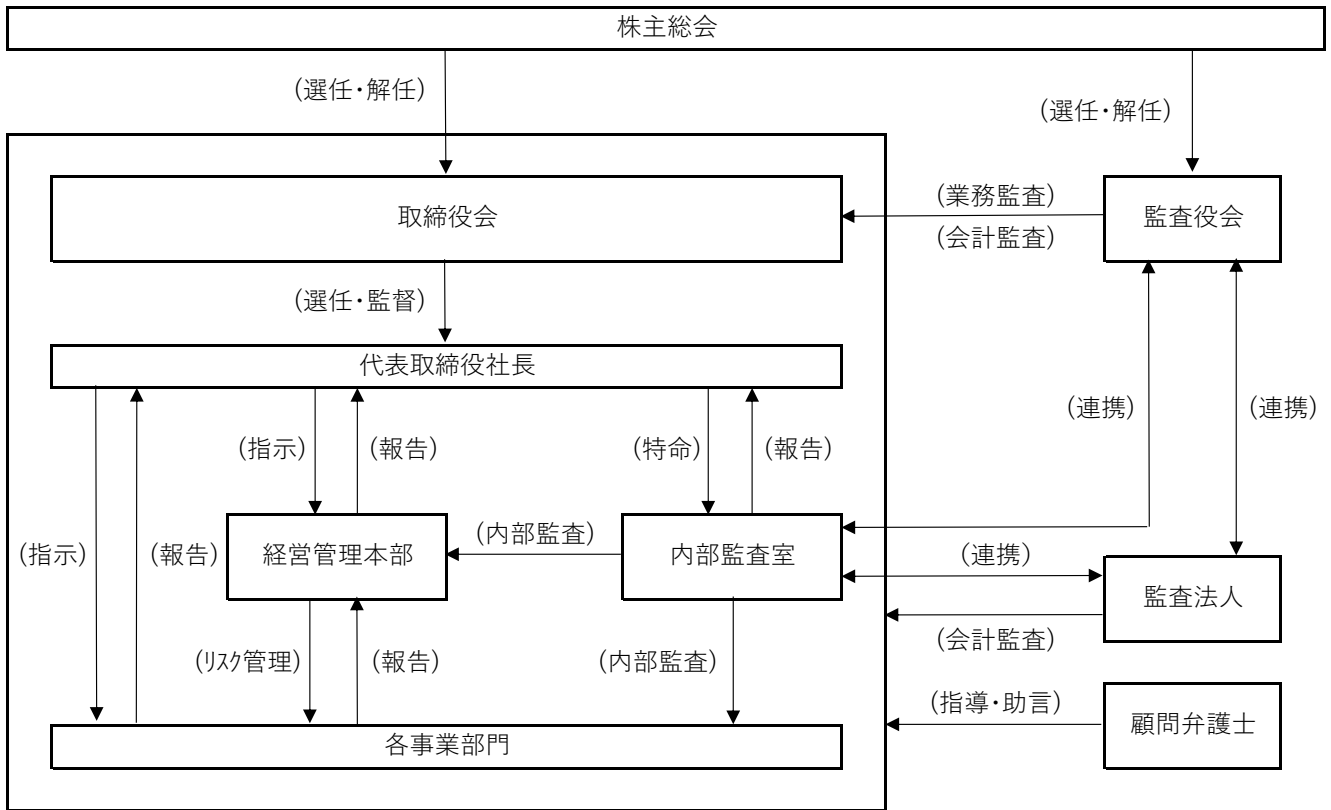 株主総会
(選任・解任)
(選任・解任)
取締役会
(業務監査)
(会計監査)
監査役会
(選任・監督)
代表取締役社長
(指示)
(報告)
(特命)
(報告)
(連携)
(連携)
(指示)
(報告)
経営管理本部
(内部監査)
内部監査室
(連携)
監査法人
(会計監査)
(ﾘｽｸ管理)
(報告)
(内部監査)
(指導・助言)
顧問弁護士
各事業部門